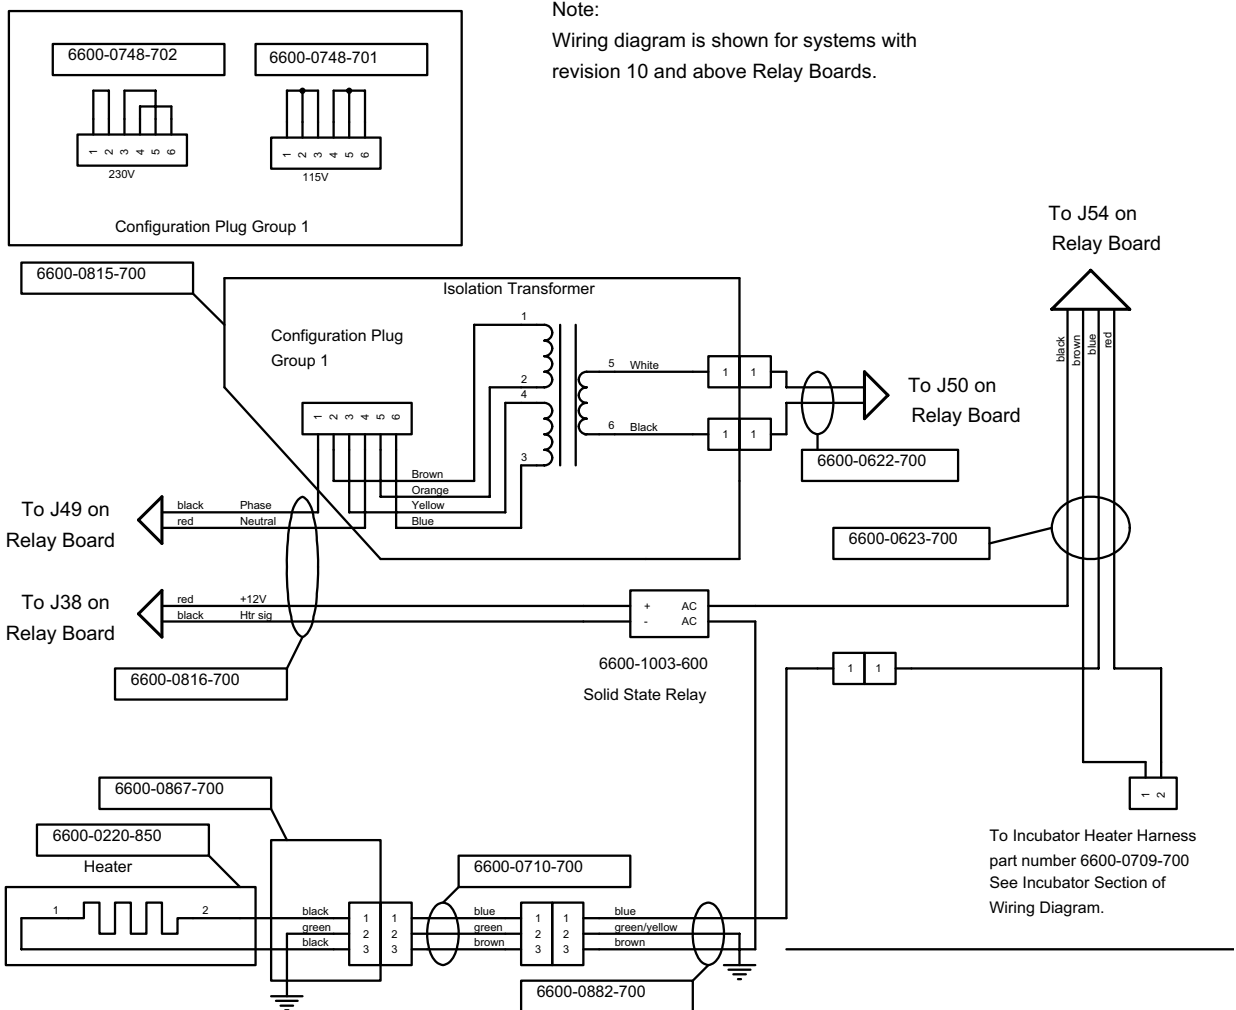 Note:
Wiring diagram is shown for systems with
revision 10 and above Relay Boards.
6600-0748-702
6600-0748-701
1 2 3 4 5 6
230V
1 2 3 4 5 6
115V
Configuration Plug Group 1
6600-0815-700
Isolation Transformer
Configuration Plug
Group 1
1 2 3 4 5 6
1
2
4
3
5 White
6 Black
1 1
1 1
Brown
Orange
Yellow
Blue
To J50 on
Relay Board
6600-0622-700
To J54 on
Relay Board
black
brown
blue
red
6600-0623-700
To J49 on
Relay Board
black Phase
red Neutral
To J38 on
Relay Board
red +12V
black Htr sig
6600-0816-700
+ AC
- AC
6600-1003-600
Solid State Relay
1 1
1 2
To Incubator Heater Harness
part number 6600-0709-700
See Incubator Section of
Wiring Diagram.
6600-0867-700
6600-0220-850
Heater
1 2
black
green
black
1 1
2 2
3 3
6600-0710-700
blue
green
brown
1 1
2 2
3 3
blue
green/yellow
brown
6600-0882-700